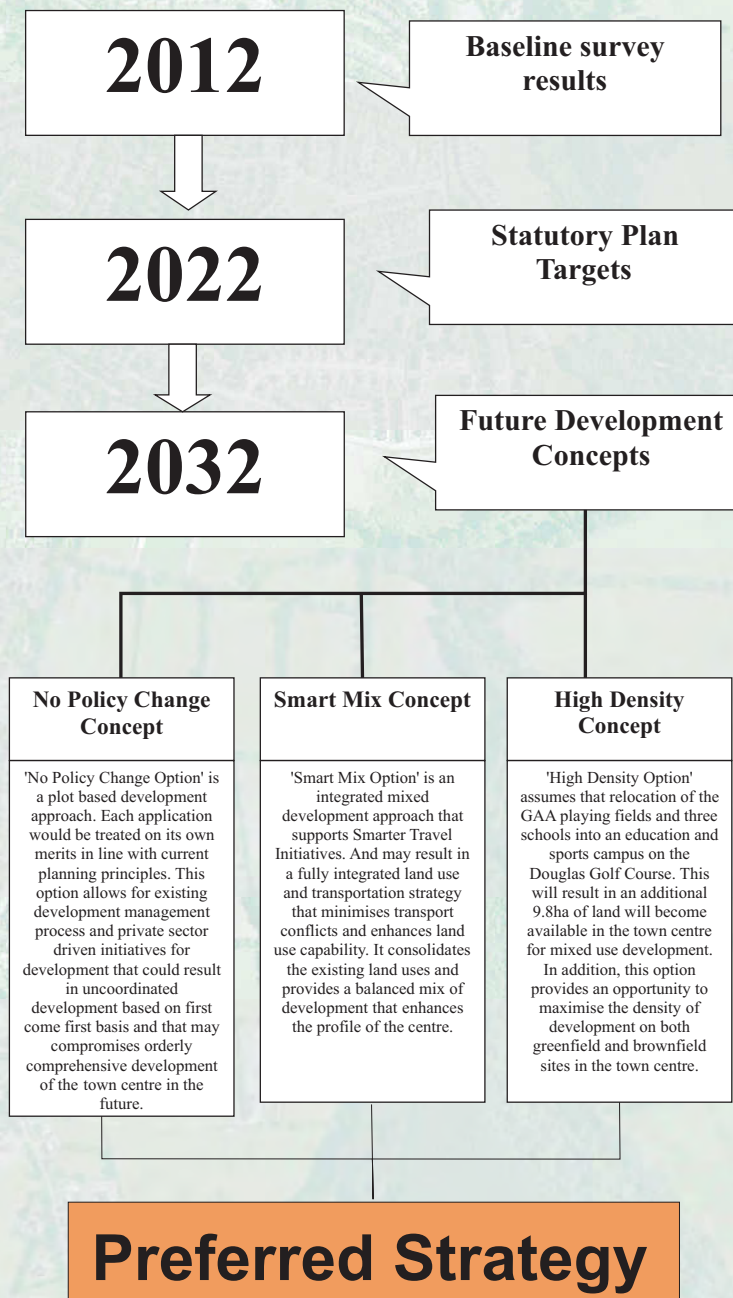 2012
Baseline survey
results
2022
Statutory Plan
Targets
2032
Future Development
Concepts
No Policy Change
Concept
'No Policy Change Option' is
a plot based development
approach. Each application
would be treated on its own
merits in line with current
planning principles. This
option allows for existing
development management
process and private sector
driven initiatives for
development that could result
in uncoordinated
development based on first
come first basis and that may
compromises orderly
comprehensive development
of the town centre in the
future.
Smart Mix Concept
'Smart Mix Option' is an
integrated mixed
development approach that
supports Smarter Travel
Initiatives. And may result in
a fully integrated land use
and transportation strategy
that minimises transport
conflicts and enhances land
use capability. It consolidates
the existing land uses and
provides a balanced mix of
development that enhances
the profile of the centre.
High Density
Concept
'High Density Option'
assumes that relocation of the
GAA playing fields and three
schools into an education and
sports campus on the
Douglas Golf Course. This
will result in an additional
9.8ha of land will become
available in the town centre
for mixed use development.
In addition, this option
provides an opportunity to
maximise the density of
development on both
greenfield and brownfield
sites in the town centre.
Preferred Strategy